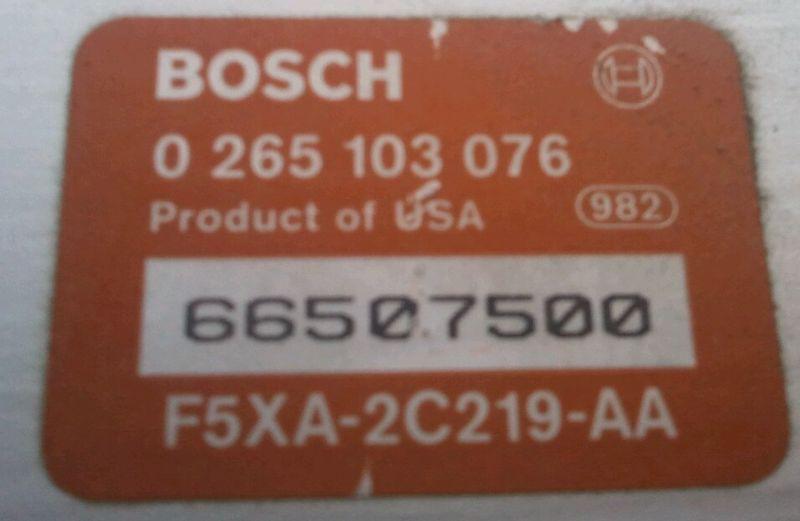 BOSCH
0 265 103 076
Product of USA 982
66507500
F5XA-2C219-AA